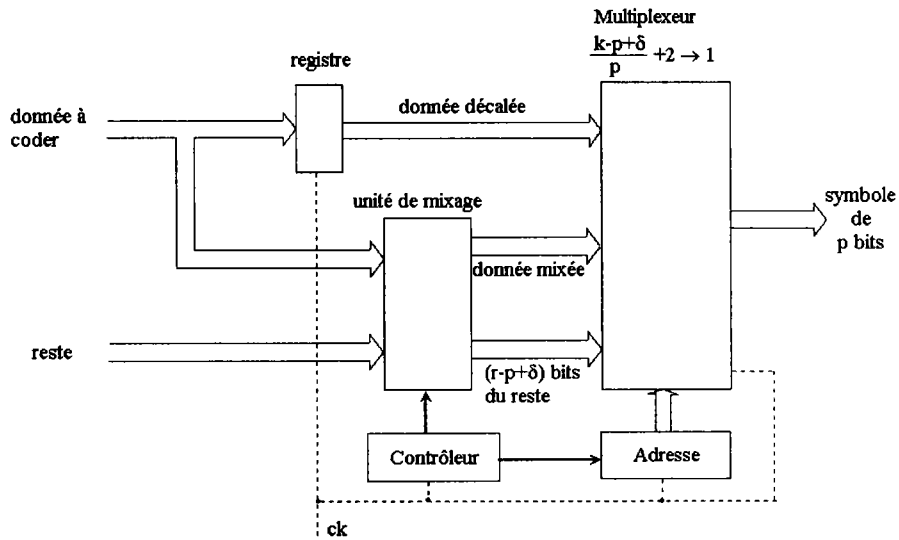 Multiplexeur
k-p+δ
p
+2 → 1
registre
donnée à
coder
donnée décalée
unité de mixage
symbole
de
p bits
donnée mixée
reste
(r-p+δ) bits
du reste
Contrôleur
Adresse
ck